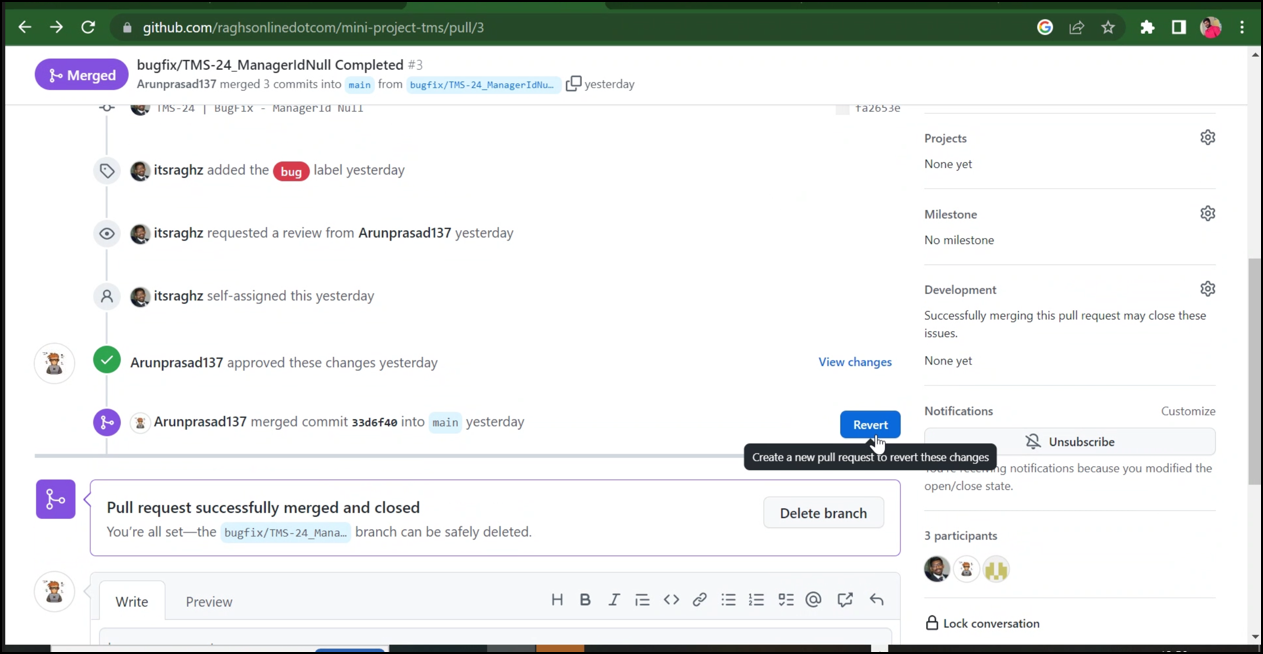 github.com/raghsonlinedotcom/mini-project-tms/pull/3
Merged
bugfix/TMS-24_ManagerIdNull Completed #3
Arunprasad137 merged 3 commits into main from bugfix/TMS-24_ManagerIdNu… yesterday
TMS-24 | BugFix - ManagerId Null fa2653e
itsraghz added the bug label yesterday
itsraghz requested a review from Arunprasad137 yesterday
itsraghz self-assigned this yesterday
Arunprasad137 approved these changes yesterday
View changes
Arunprasad137 merged commit 33d6f40 into main yesterday
Revert
Create a new pull request to revert these changes
Pull request successfully merged and closed
You're all set—the bugfix/TMS-24_Mana… branch can be safely deleted.
Delete branch
Write Preview
H B I
Projects
None yet
Milestone
No milestone
Development
Successfully merging this pull request may close these
issues.
None yet
Notifications Customize
Unsubscribe
You're receiving notifications because you modified the
open/close state.
3 participants
Lock conversation